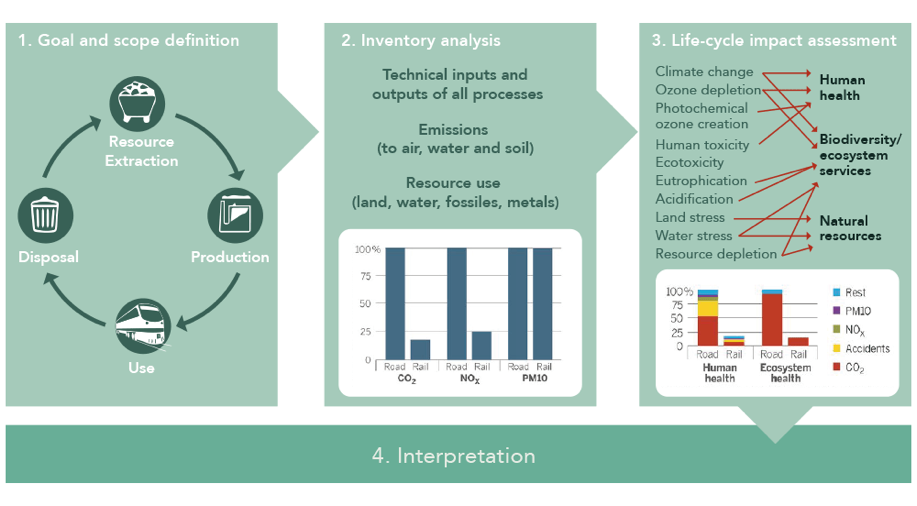 1. Goal and scope definition
Resource
Extraction
Production
Use
Disposal
2. Inventory analysis
Technical inputs and
outputs of all processes
Emissions
(to air, water and soil)
Resource use
(land, water, fossiles, metals)
100%
75
50
25
0
Road Rail Road Rail Road Rail
CO₂ NOₓ PM10
3. Life-cycle impact assessment
Climate change
Ozone depletion
Photochemical
ozone creation
Human toxicity
Ecotoxicity
Eutrophication
Acidification
Land stress
Water stress
Resource depletion
Human
health
Biodiversity/
ecosystem
services
Natural
resources
100%
75
50
25
0
Road Rail Road Rail
Human
health
Ecosystem
health
Rest
PM10
NOₓ
Accidents
CO₂
4. Interpretation